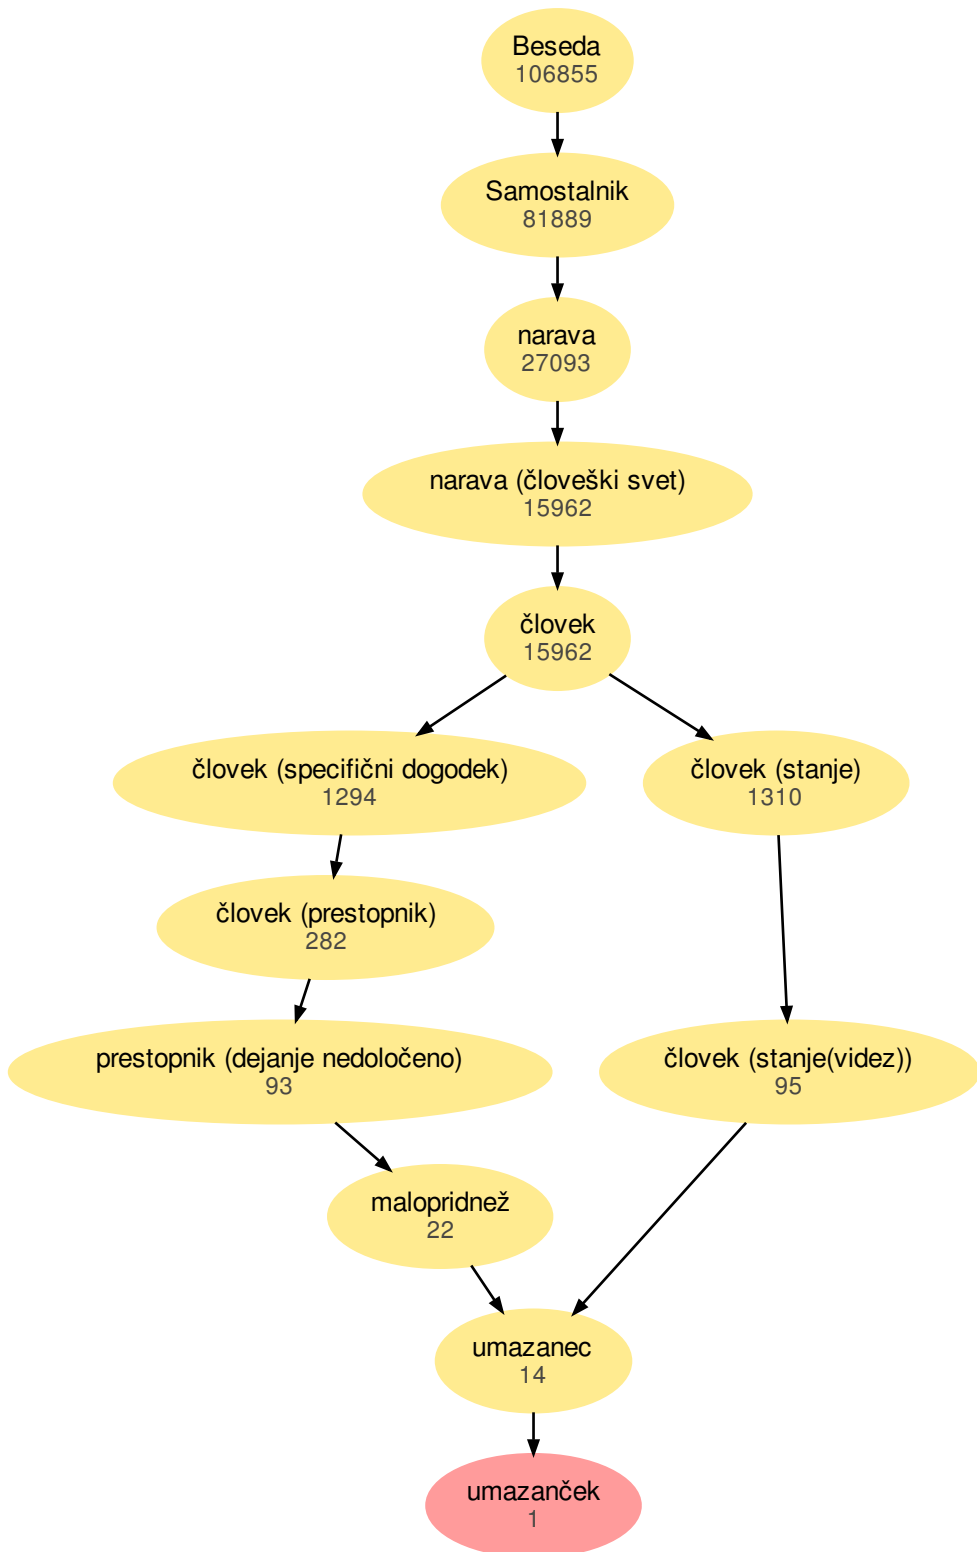 Beseda
106855
Samostalnik
81889
narava
27093
narava (človeški svet)
15962
človek
15962
človek (specifični dogodek)
1294
človek (stanje)
1310
človek (prestopnik)
282
prestopnik (dejanje nedoločeno)
93
človek (stanje(videz))
95
malopridnež
22
umazanec
14
umazanček
1